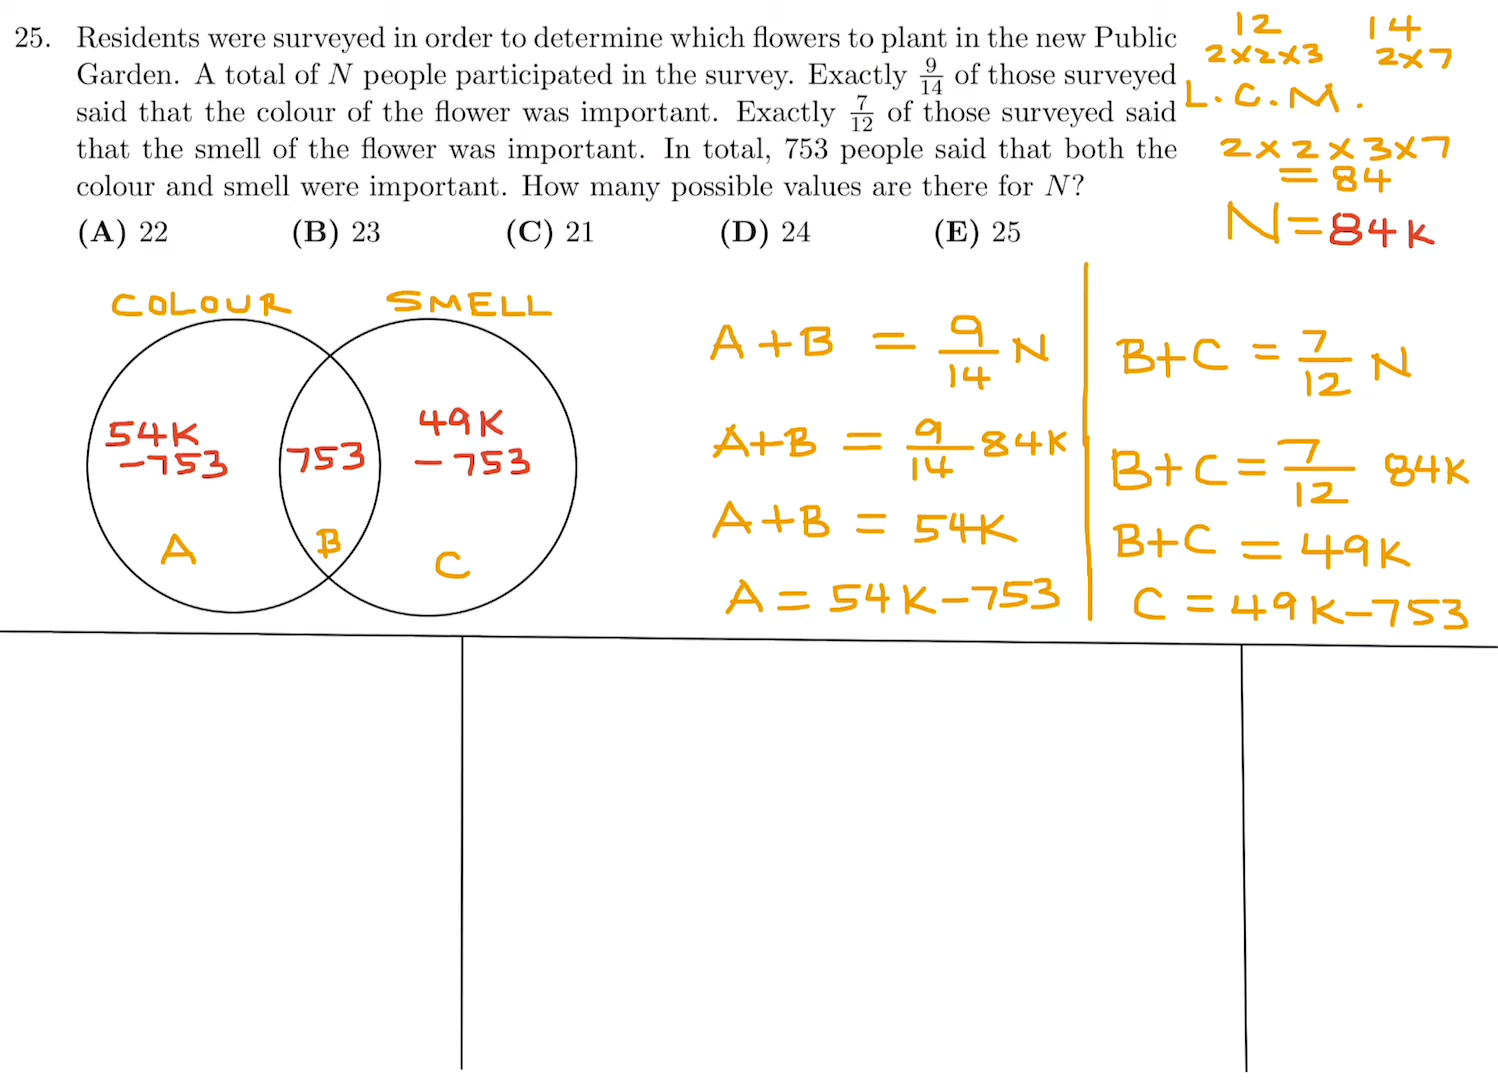 25. Residents were surveyed in order to determine which flowers to plant in the new Public
Garden. A total of N people participated in the survey. Exactly 9/14 of those surveyed
said that the colour of the flower was important. Exactly 7/12 of those surveyed said
that the smell of the flower was important. In total, 753 people said that both the
colour and smell were important. How many possible values are there for N?
(A) 22 (B) 23 (C) 21 (D) 24 (E) 25
12 14
2×2×3 2×7
L.C.M.
2×2×3×7
=84
N=84K
COLOUR SMELL
54K
-753
753
49K
-753
A B C
A+B = 9/14 N
A+B = 9/14 84K
A+B = 54K
A = 54K-753
B+C = 7/12 N
B+C = 7/12 84K
B+C = 49K
C = 49K-753